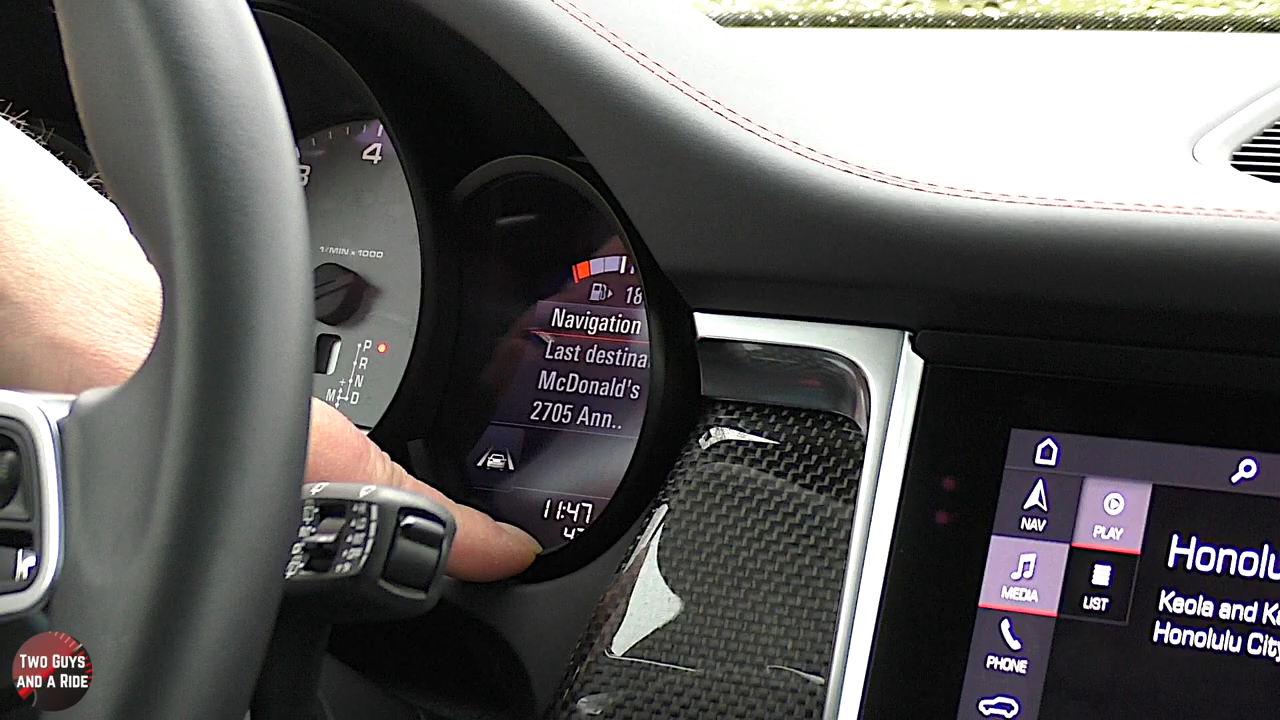 4
1/MIN x 1000
P
R
N
D
M
18
Navigation
Last destina
McDonald's
2705 Ann..
11:47
NAV
PLAY
MEDIA
LIST
PHONE
Honolu
Keola and K
Honolulu City
TWO GUYS
AND A RIDE